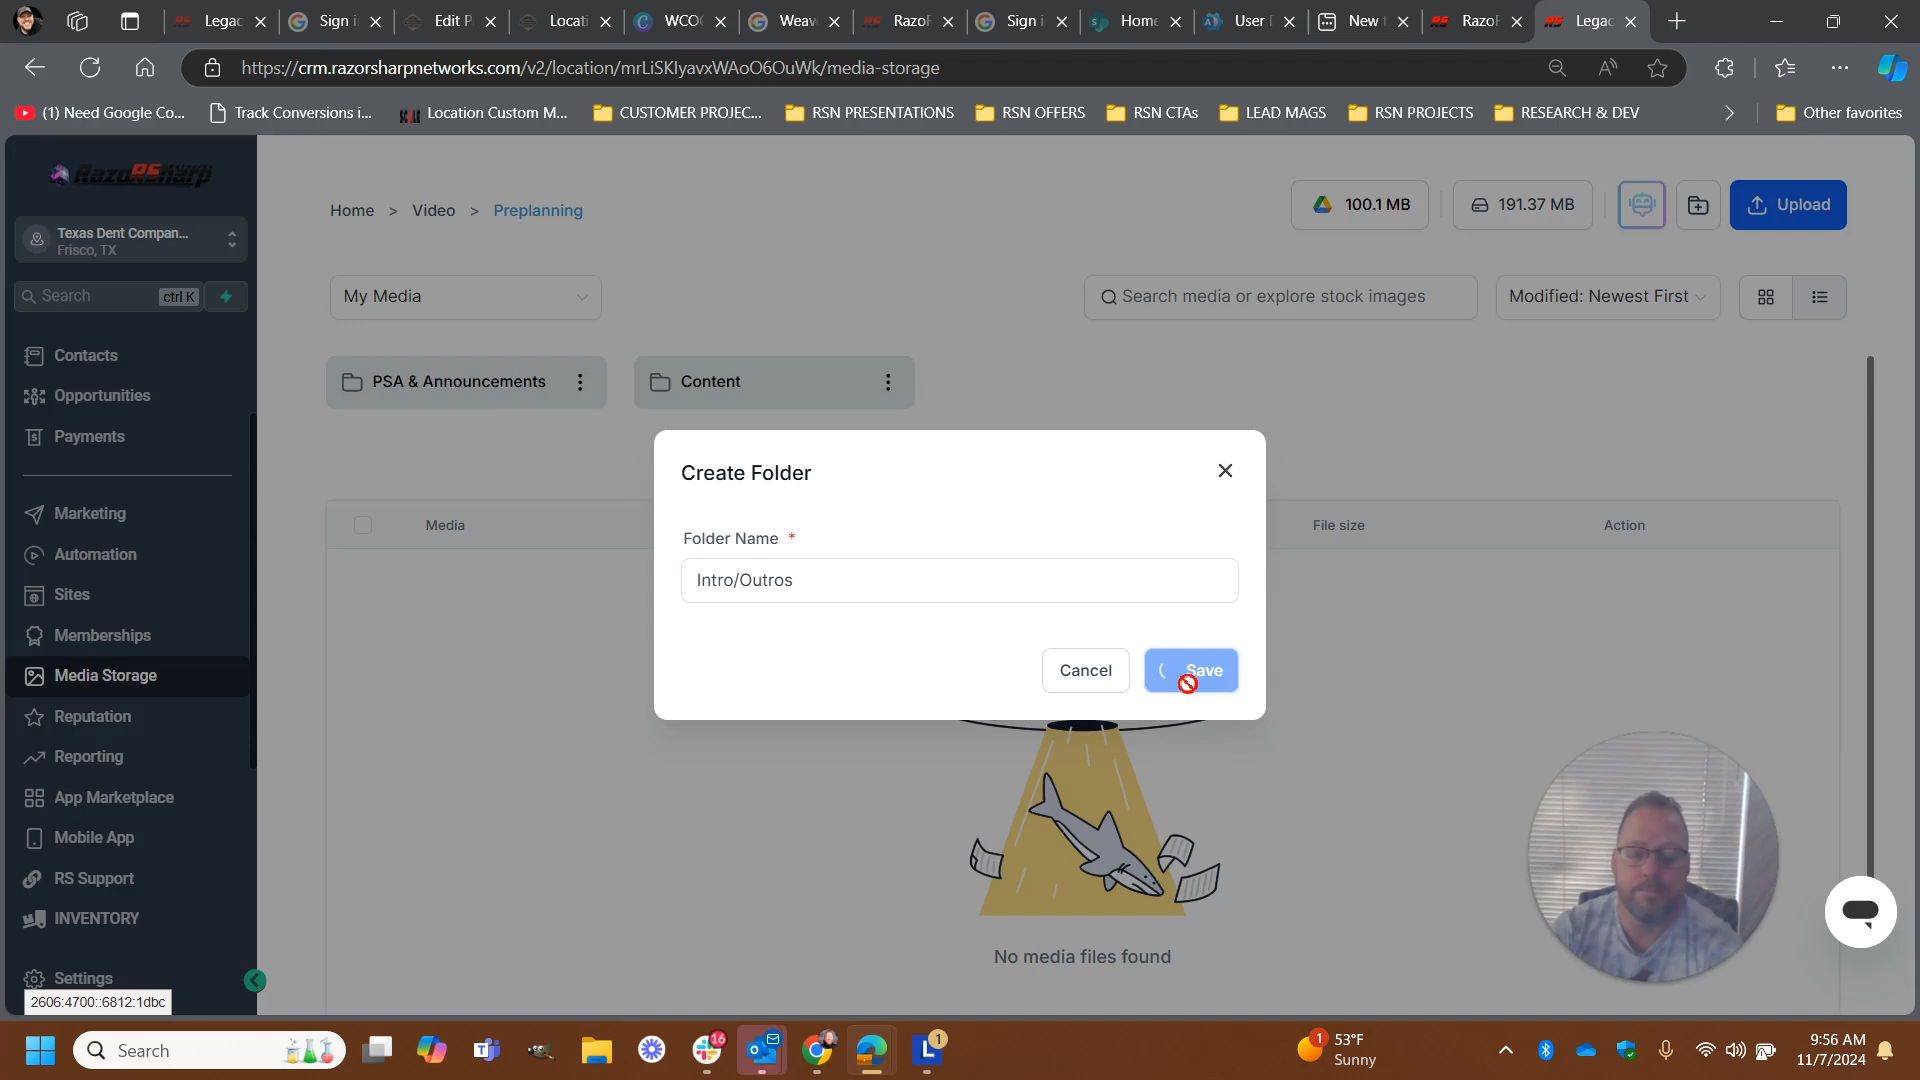 Legac
Sign i
Edit P
Locati
WCO
Weav
RazoR
Sign i
Home
User
New
RazoR
Legac
https://crm.razorsharpnetworks.com/v2/location/mrLiSKlyavxWAoO6OuWk/media-storage
(1) Need Google Co...
Track Conversions i...
Location Custom M...
CUSTOMER PROJEC...
RSN PRESENTATIONS
RSN OFFERS
RSN CTAs
LEAD MAGS
RSN PROJECTS
RESEARCH & DEV
Other favorites
RazoRSharp
Texas Dent Compan...
Frisco, TX
Search ctrl K
Contacts
Opportunities
Payments
Marketing
Automation
Sites
Memberships
Media Storage
Reputation
Reporting
App Marketplace
Mobile App
RS Support
INVENTORY
Settings
2606:4700::6812:1dbc
Home > Video > Preplanning
100.1 MB
191.37 MB
Upload
My Media
Search media or explore stock images
Modified: Newest First
PSA & Announcements
Content
Media
File size
Action
Create Folder
Folder Name *
Intro/Outros
Cancel
Save
No media files found
Search
16
1
1
53°F
Sunny
9:56 AM
11/7/2024